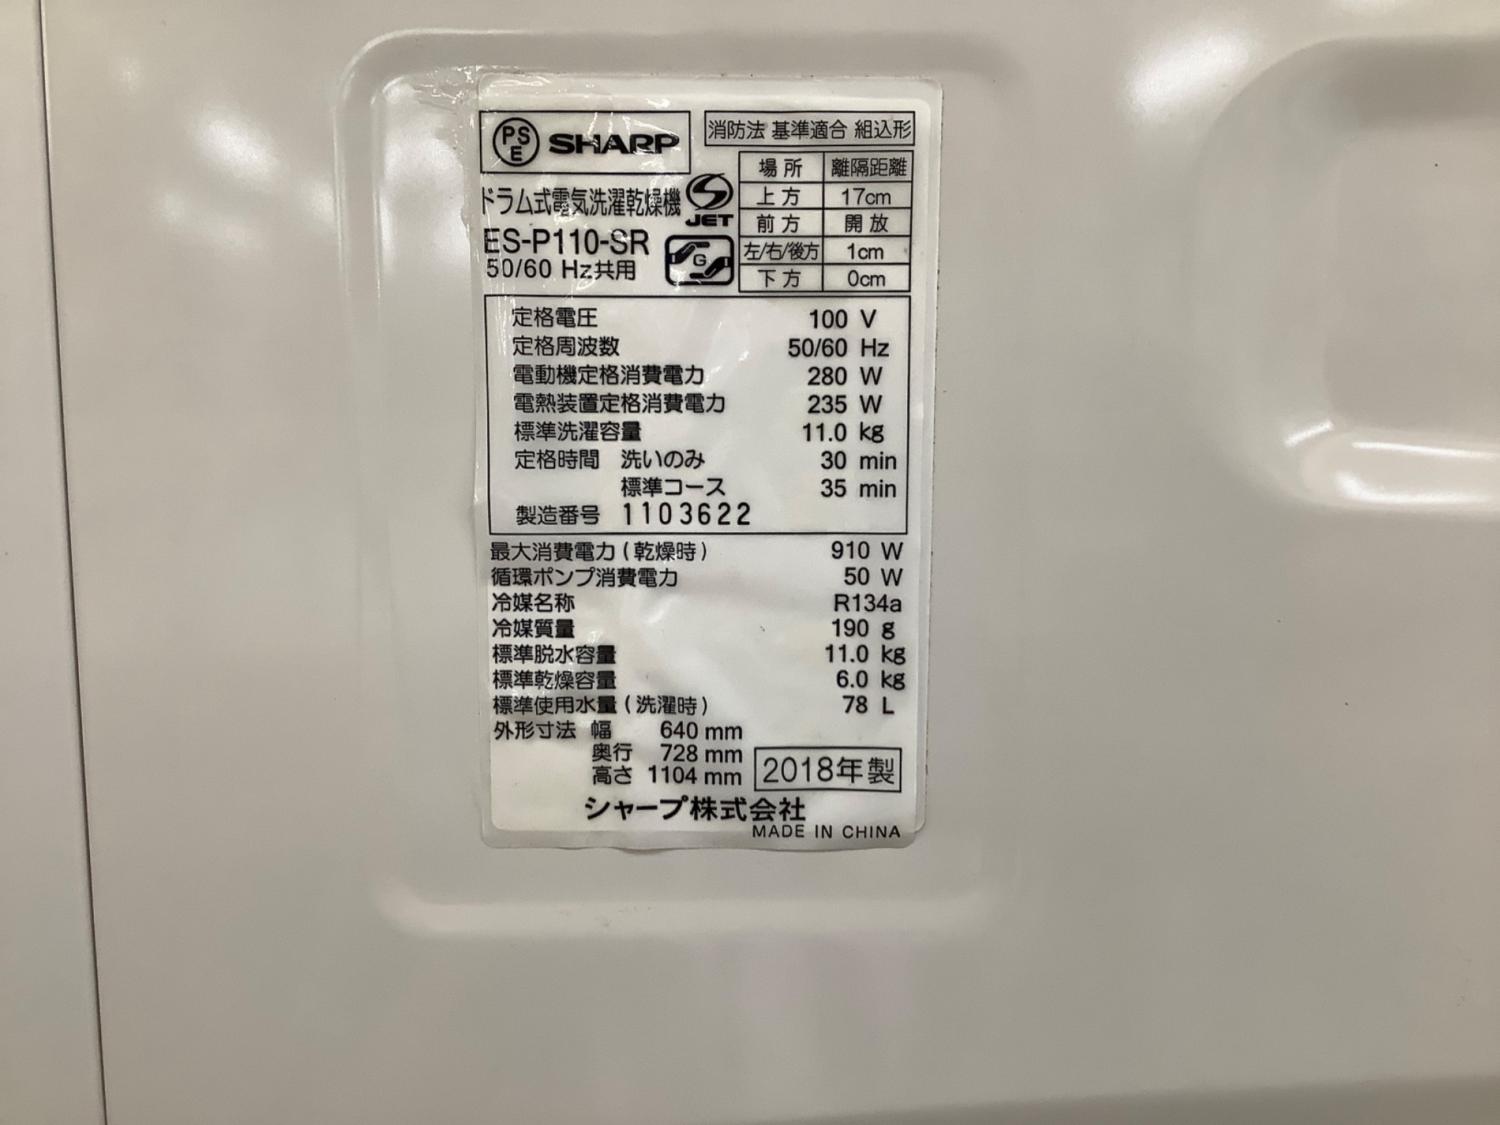 PSE SHARP
消防法 基準適合 組込形
場所 離隔距離
上方 17cm
前方 開放
左/右/後方 1cm
下方 0cm
ドラム式電気洗濯乾燥機
JET
ES-P110-SR
G
50/60 Hz共用
定格電圧 100 V
定格周波数 50/60 Hz
電動機定格消費電力 280 W
電熱装置定格消費電力 235 W
標準洗濯容量 11.0 kg
定格時間 洗いのみ 30 min
標準コース 35 min
製造番号 1103622
最大消費電力(乾燥時) 910 W
循環ポンプ消費電力 50 W
冷媒名称 R134a
冷媒質量 190 g
標準脱水容量 11.0 kg
標準乾燥容量 6.0 kg
標準使用水量(洗濯時) 78 L
外形寸法 幅 640 mm
奥行 728 mm
高さ 1104 mm
2018年製
シャープ株式会社
MADE IN CHINA